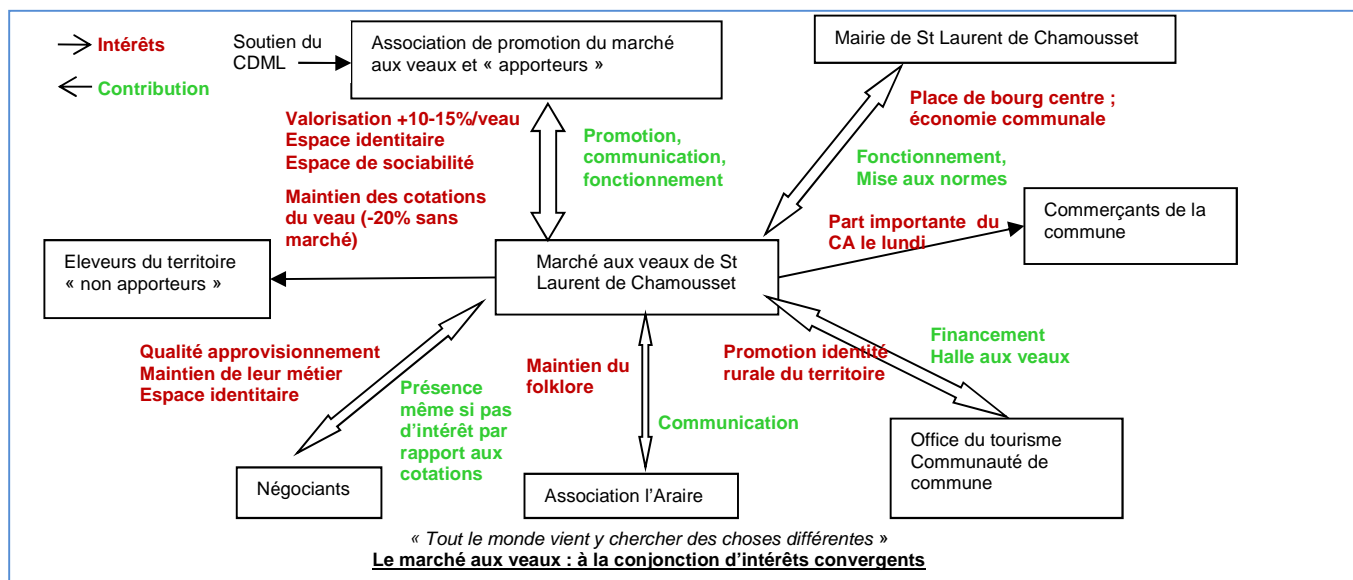 Intérêts
Contribution
Soutien du
CDML
Association de promotion du marché
aux veaux et « apporteurs »
Mairie de St Laurent de Chamousset
Valorisation +10-15%/veau
Espace identitaire
Espace de sociabilité
Maintien des cotations
du veau (-20% sans
marché)
Promotion,
communication,
fonctionnement
Place de bourg centre ;
économie communale
Fonctionnement,
Mise aux normes
Part importante du
CA le lundi
Commerçants de la
commune
Eleveurs du territoire
« non apporteurs »
Marché aux veaux de St
Laurent de Chamousset
Qualité approvisionnement
Maintien de leur métier
Espace identitaire
Présence
même si pas
d’intérêt par
rapport aux
cotations
Maintien du
folklore
Communication
Promotion identité
rurale du territoire
Financement
Halle aux veaux
Négociants
Association l’Araire
Office du tourisme
Communauté de
commune
« Tout le monde vient y chercher des choses différentes »
Le marché aux veaux : à la conjonction d’intérêts convergents